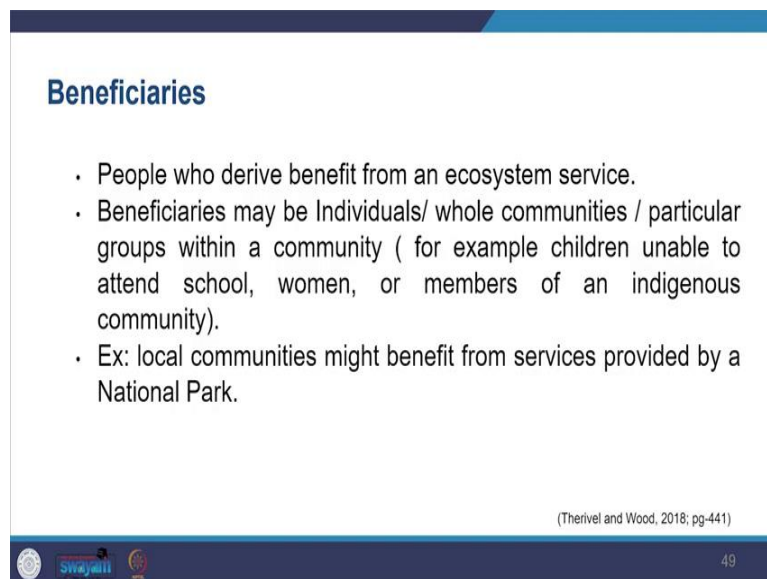 Beneficiaries
• People who derive benefit from an ecosystem service.
• Beneficiaries may be Individuals/ whole communities / particular
groups within a community ( for example children unable to
attend school, women, or members of an indigenous
community).
• Ex: local communities might benefit from services provided by a
National Park.
(Therivel and Wood, 2018; pg-441)
swayam
49